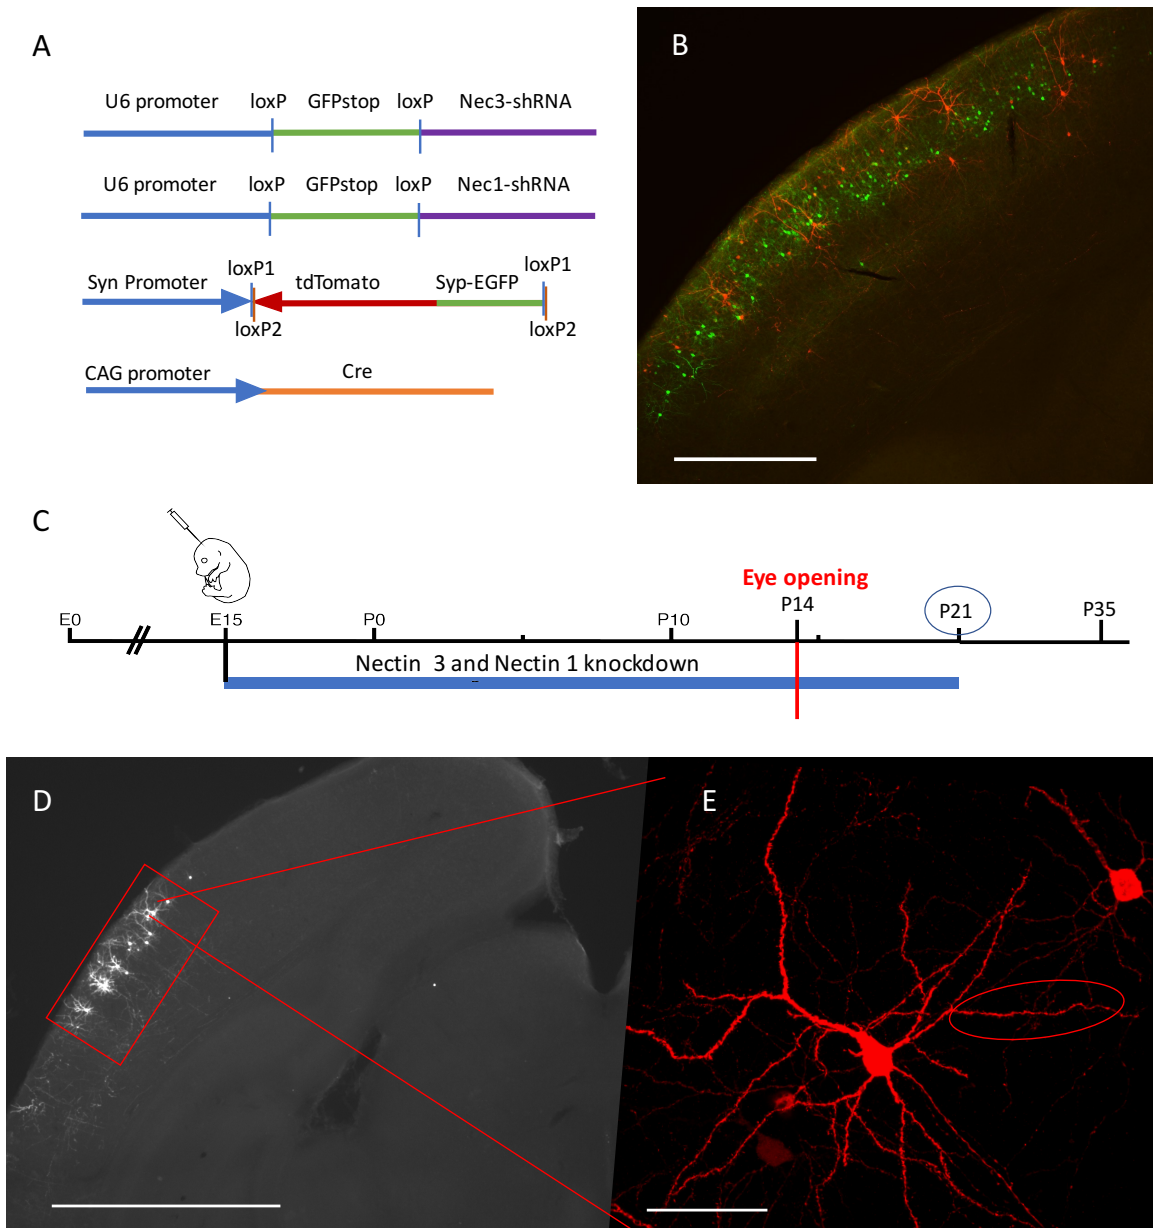 A
U6 promoter loxP GFPstop loxP Nec3-shRNA
U6 promoter loxP GFPstop loxP Nec1-shRNA
Syn Promoter loxP1 tdTomato Syp-EGFP loxP1
loxP2 loxP2
CAG promoter Cre
B
C
Eye opening
E0 E15 P0 P10 P14 P21 P35
Nectin 3 and Nectin 1 knockdown
D
E